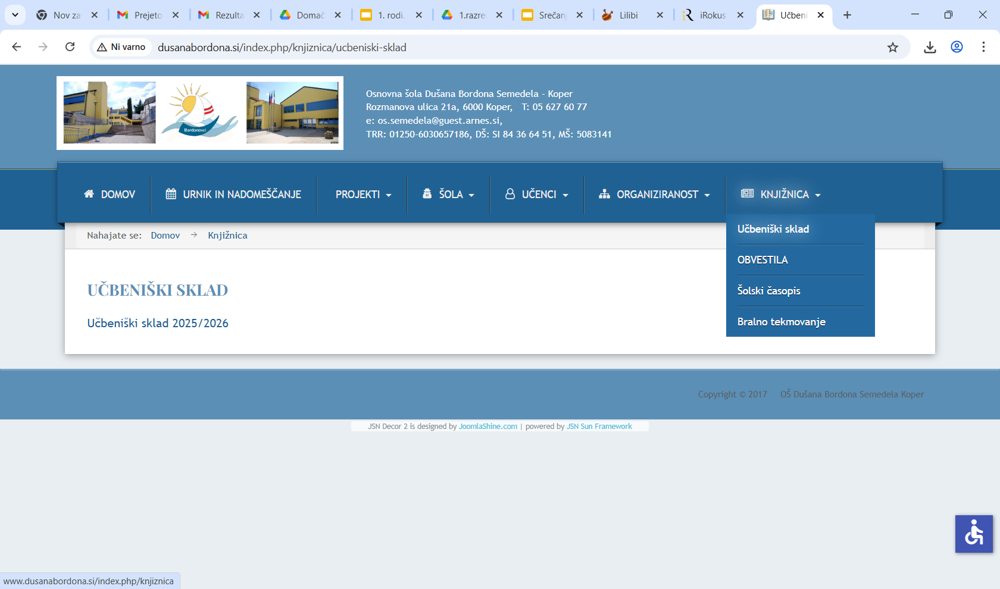 Nov za
Prejeto
Rezulta
Domač
1. rodi.
1.razre
Srečanj
Lilibi
iRokus
Učbeni
Ni varno
dusanabordona.si/index.php/knjiznica/ucbeniski-sklad
Bordonovci
Osnovna šola Dušana Bordona Semedela - Koper
Rozmanova ulica 21a, 6000 Koper, T: 05 627 60 77
e: os.semedela@guest.arnes.si,
TRR: 01250-6030657186, DŠ: SI 84 36 64 51, MŠ: 5083141
DOMOV
URNIK IN NADOMEŠČANJE
PROJEKTI
ŠOLA
UČENCI
ORGANIZIRANOST
KNJIŽNICA
Učbeniški sklad
OBVESTILA
Šolski časopis
Bralno tekmovanje
Nahajate se: Domov → Knjižnica
UČBENIŠKI SKLAD
Učbeniški sklad 2025/2026
Copyright © 2017 OŠ Dušana Bordona Semedela Koper
JSN Decor 2 is designed by JoomlaShine.com | powered by JSN Sun Framework
www.dusanabordona.si/index.php/knjiznica